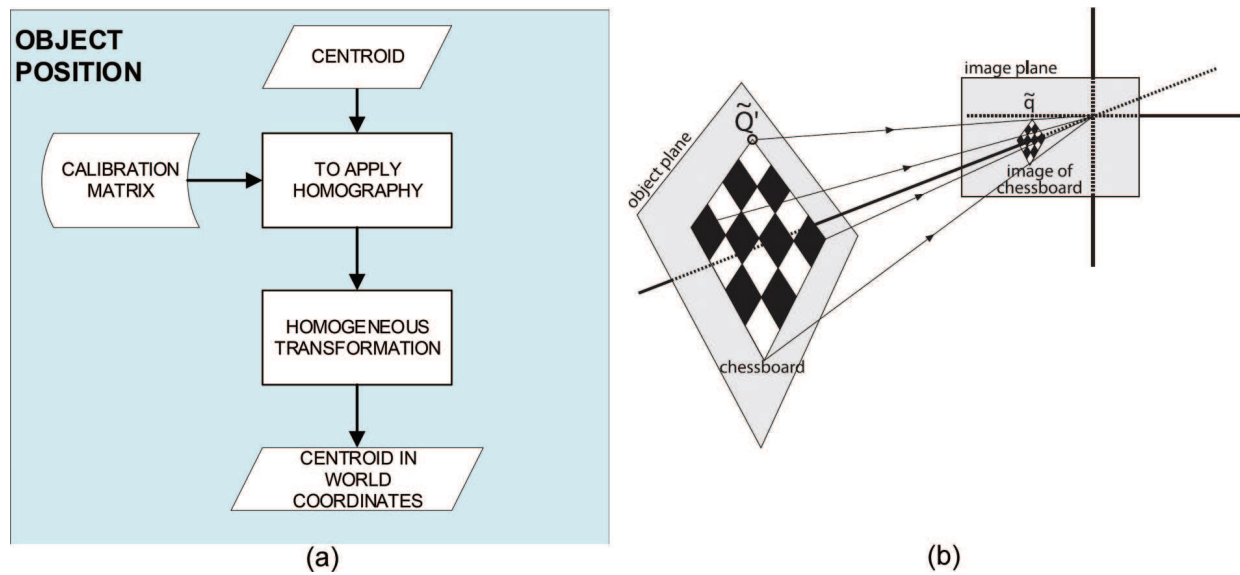 OBJECT
POSITION
CENTROID
CALIBRATION
MATRIX
TO APPLY
HOMOGRAPHY
HOMOGENEOUS
TRANSFORMATION
CENTROID IN
WORLD
COORDINATES
(a)
image plane
q̃
image of
chessboard
object plane
Q̃'
chessboard
(b)